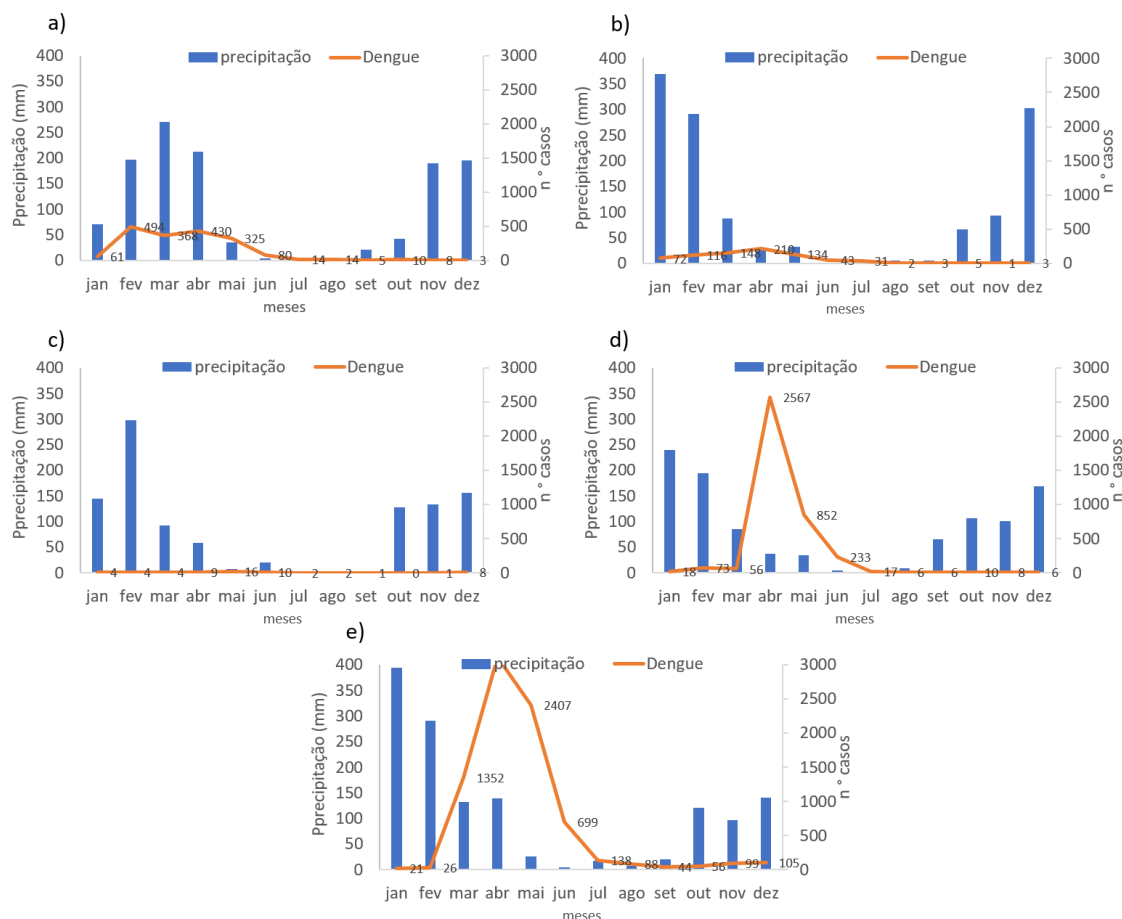 a)
precipitação Dengue
Pprecipitação (mm)
400
350
300
250
200
150
100
50
0
3000
2500
2000
1500
1000
500
0
n ° casos
61 494 368 430 325 80 14 14 5 10 8 3
jan fev mar abr mai jun jul ago set out nov dez
meses
b)
precipitação Dengue
Pprecipitação (mm)
400
350
300
250
200
150
100
50
0
3000
2500
2000
1500
1000
500
0
n ° casos
72 116 148 210 134 43 31 2 3 5 1 3
jan fev mar abr mai jun jul ago set out nov dez
meses
c)
precipitação Dengue
Pprecipitação (mm)
400
350
300
250
200
150
100
50
0
3000
2500
2000
1500
1000
500
0
n ° casos
4 4 4 9 16 10 2 2 1 0 1 8
jan fev mar abr mai jun jul ago set out nov dez
meses
d)
precipitação Dengue
Pprecipitação (mm)
400
350
300
250
200
150
100
50
0
3000
2500
2000
1500
1000
500
0
n ° casos
18 73 56 2567 852 233 17 6 6 10 8 6
jan fev mar abr mai jun jul ago set out nov dez
meses
e)
precipitação Dengue
Pprecipitação (mm)
400
350
300
250
200
150
100
50
0
3000
2500
2000
1500
1000
500
0
n ° casos
21 26 1352 2407 699 138 88 44 56 99 105
jan fev mar abr mai jun jul ago set out nov dez
meses